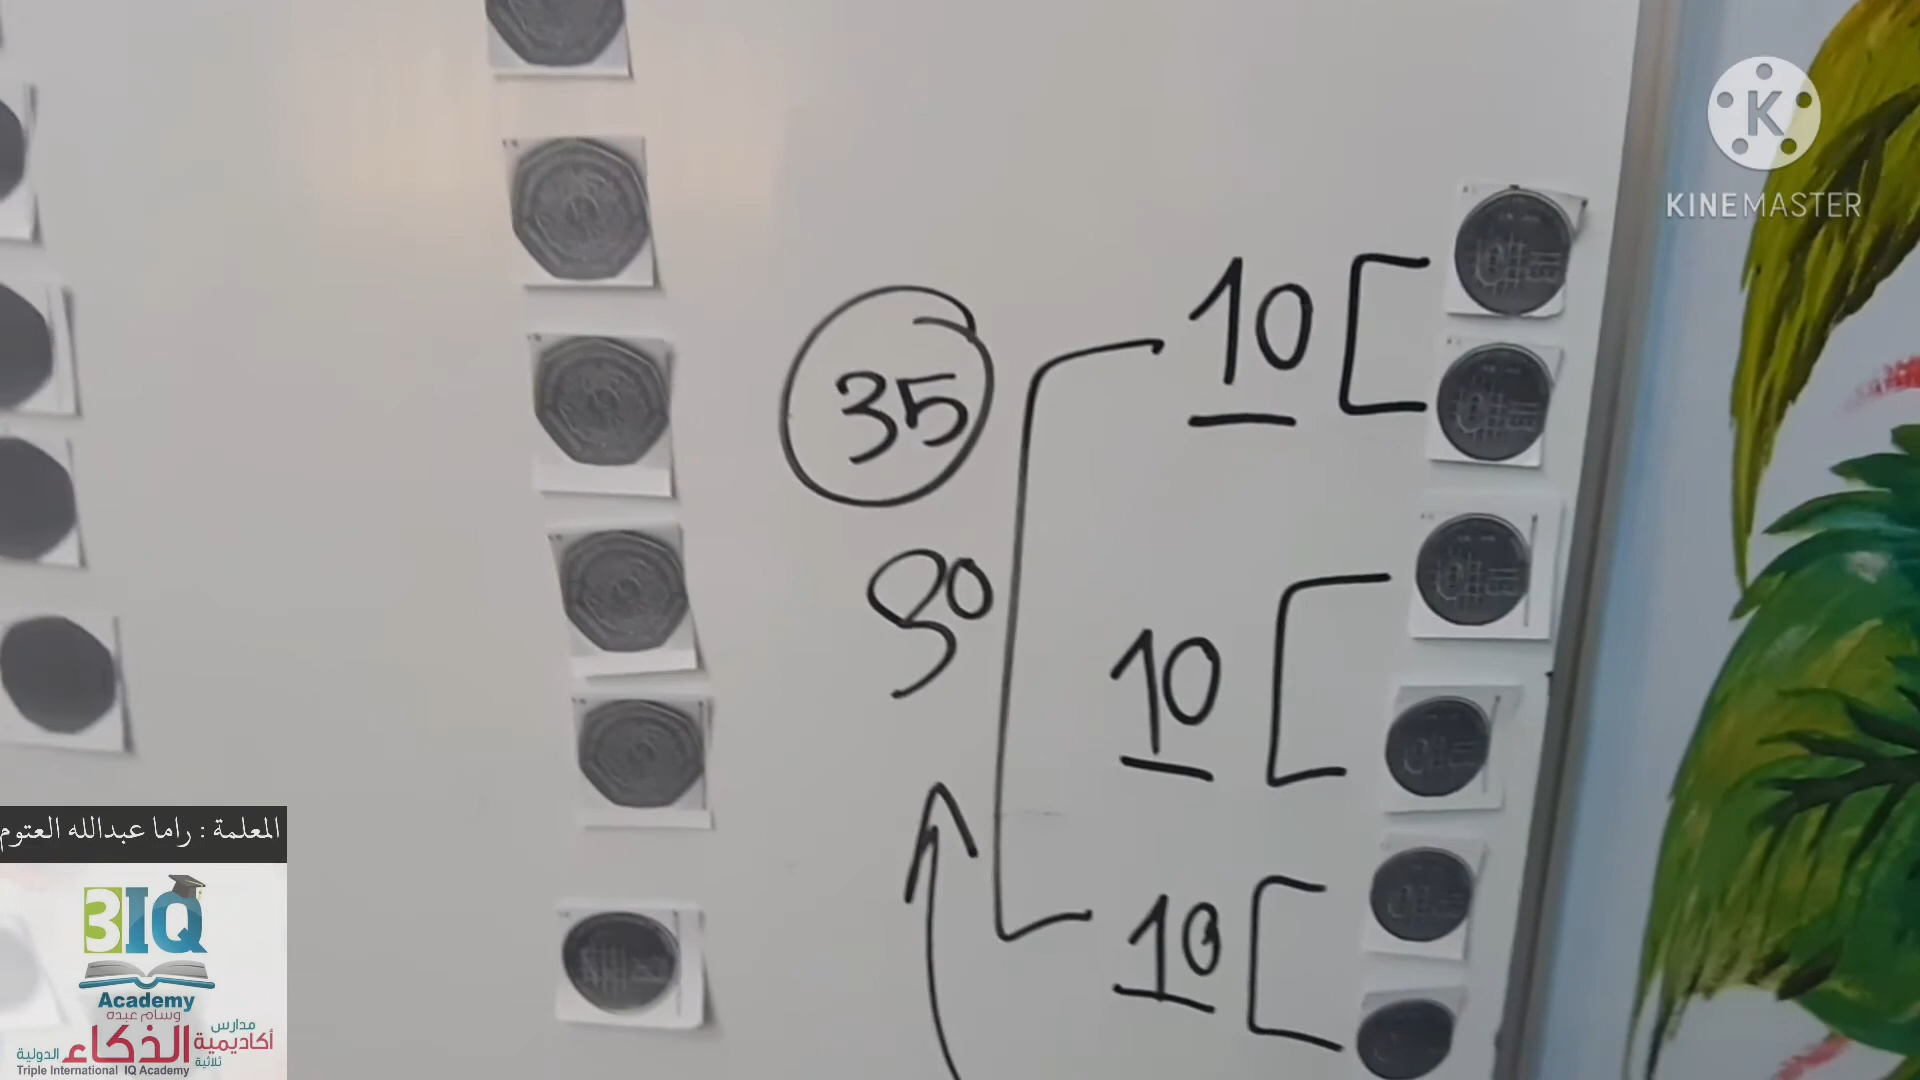 K
KINEMASTER
10
35
30
10
10
المعلمة : راما عبدالله العتوم
3IQ
Academy
وسام عبده
مدارس
أكاديمية الذكاء الدولية
ثلاثية
Triple International IQ Academy